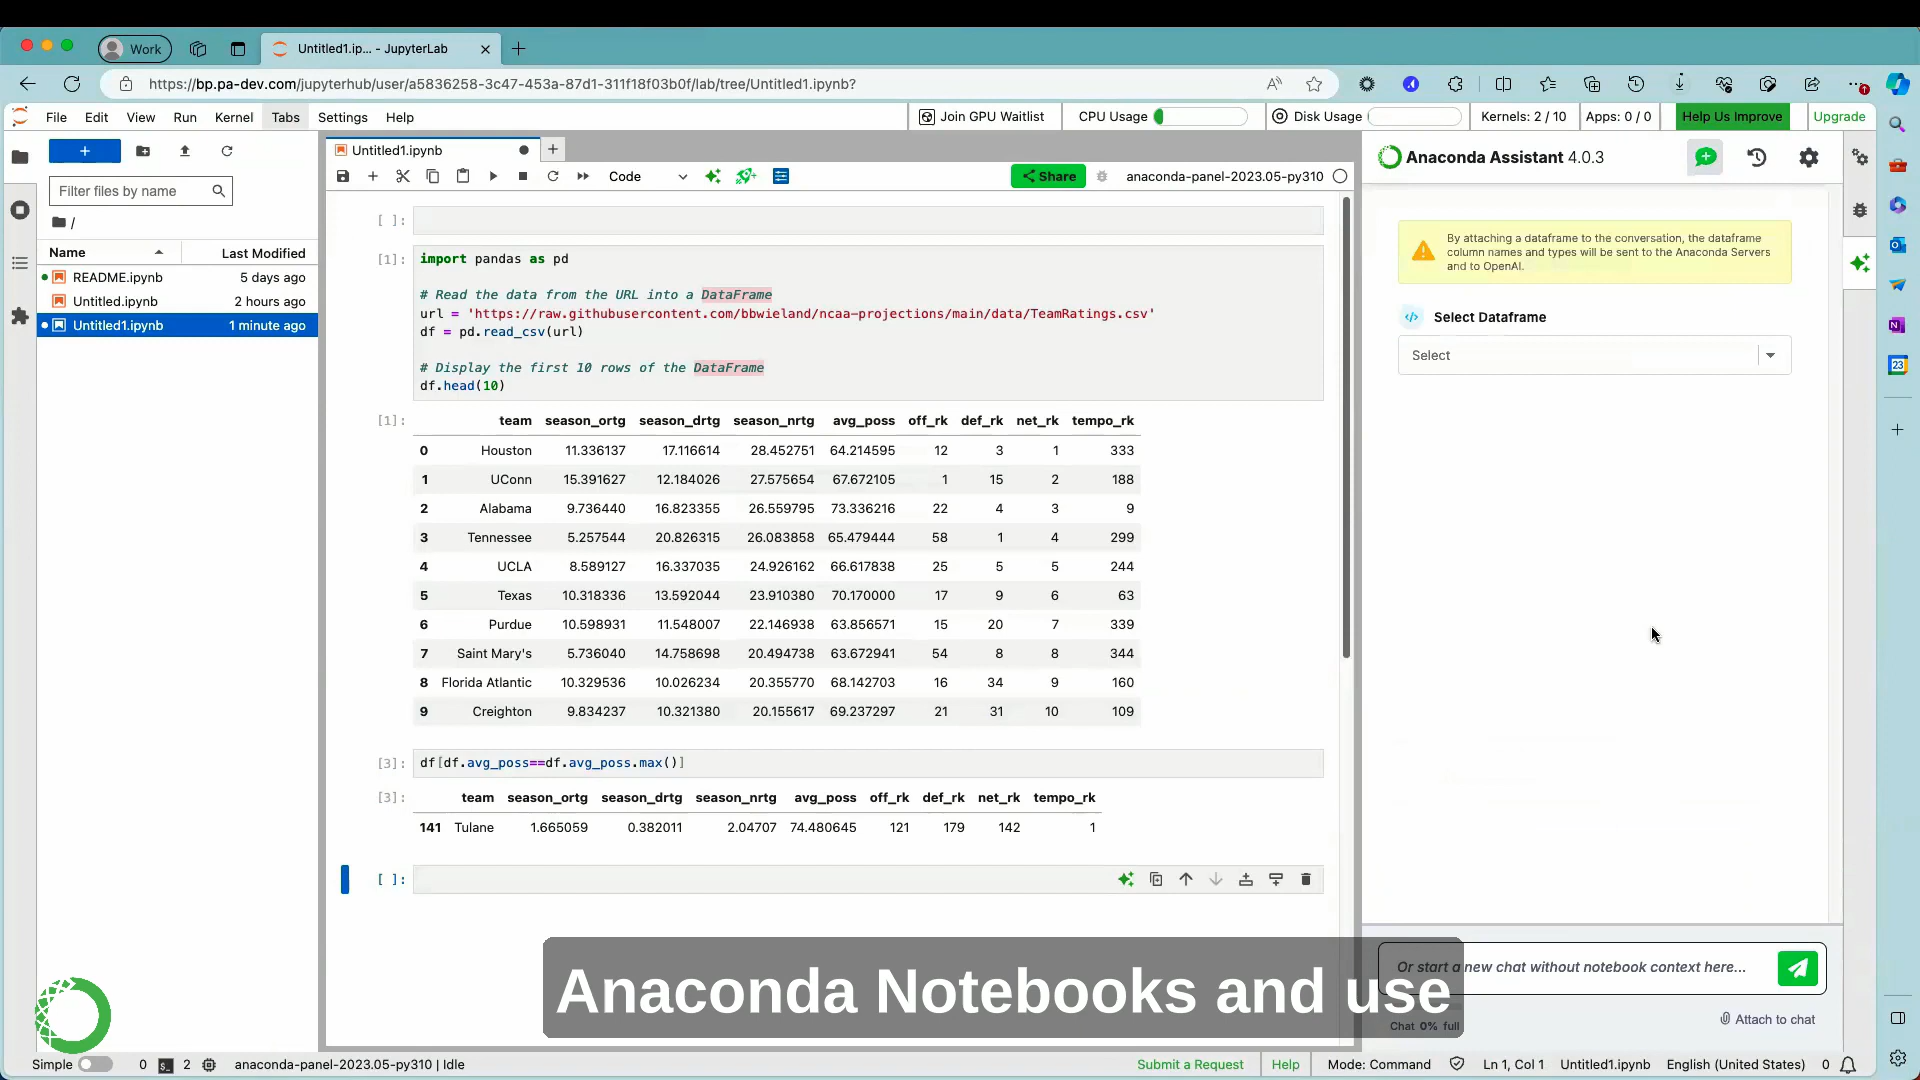 Work
Untitled1.ip... - JupyterLab
https://bp.pa-dev.com/jupyterhub/user/a5836258-3c47-453a-87d1-311f18f03b0f/lab/tree/Untitled1.ipynb?
File Edit View Run Kernel Tabs Settings Help
Join GPU Waitlist CPU Usage Disk Usage Kernels: 2 / 10 Apps: 0 / 0 Help Us Improve Upgrade
Untitled1.ipynb
Filter files by name
/
Name Last Modified
README.ipynb 5 days ago
Untitled.ipynb 2 hours ago
Untitled1.ipynb 1 minute ago
Code Share anaconda-panel-2023.05-py310
[ ]:
[1]: import pandas as pd
# Read the data from the URL into a DataFrame
url = 'https://raw.githubusercontent.com/bbwieland/ncaa-projections/main/data/TeamRatings.csv'
df = pd.read_csv(url)
# Display the first 10 rows of the DataFrame
df.head(10)
[1]: team season_ortg season_drtg season_nrtg avg_poss off_rk def_rk net_rk tempo_rk
0 Houston 11.336137 17.116614 28.452751 64.214595 12 3 1 333
1 UConn 15.391627 12.184026 27.575654 67.672105 1 15 2 188
2 Alabama 9.736440 16.823355 26.559795 73.336216 22 4 3 9
3 Tennessee 5.257544 20.826315 26.083858 65.479444 58 1 4 299
4 UCLA 8.589127 16.337035 24.926162 66.617838 25 5 5 244
5 Texas 10.318336 13.592044 23.910380 70.170000 17 9 6 63
6 Purdue 10.598931 11.548007 22.146938 63.856571 15 20 7 339
7 Saint Mary's 5.736040 14.758698 20.494738 63.672941 54 8 8 344
8 Florida Atlantic 10.329536 10.026234 20.355770 68.142703 16 34 9 160
9 Creighton 9.834237 10.321380 20.155617 69.237297 21 31 10 109
[3]: df[df.avg_poss==df.avg_poss.max()]
[3]: team season_ortg season_drtg season_nrtg avg_poss off_rk def_rk net_rk tempo_rk
141 Tulane 1.665059 0.382011 2.04707 74.480645 121 179 142 1
[ ]:
Anaconda Assistant 4.0.3
By attaching a dataframe to the conversation, the dataframe
column names and types will be sent to the Anaconda Servers
and to OpenAI.
Select Dataframe
Select
Or start a new chat without notebook context here...
Chat 0% full
Attach to chat
23
Anaconda Notebooks and use
Simple 0 2 anaconda-panel-2023.05-py310 | Idle
Submit a Request Help Mode: Command Ln 1, Col 1 Untitled1.ipynb English (United States) 0